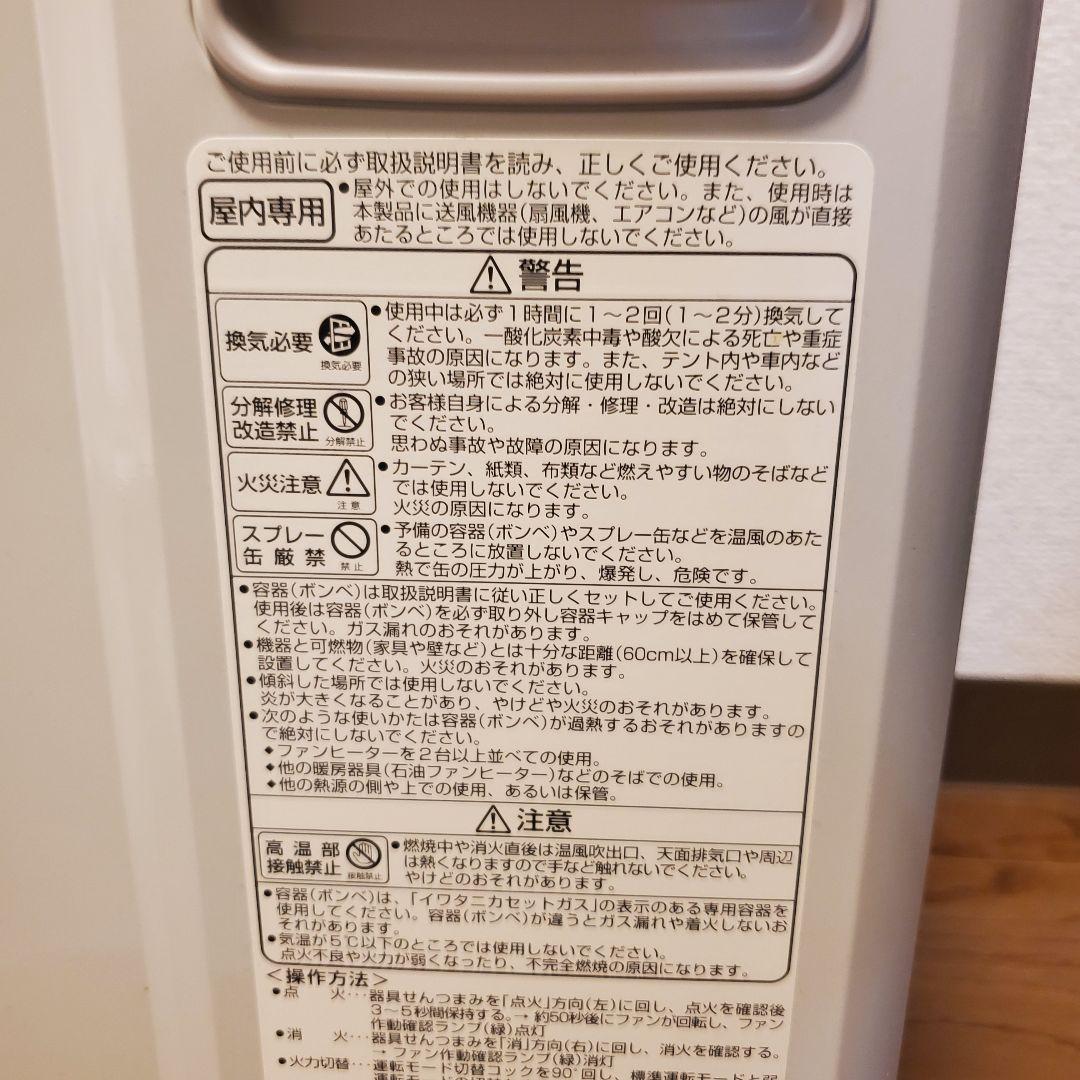 ご使用前に必ず取扱説明書を読み、正しくご使用ください。
屋内専用
●屋外での使用はしないでください。また、使用時は
本製品に送風機器(扇風機、エアコンなど)の風が直接
あたるところでは使用しないでください。
⚠警告
換気必要
換気必要
●使用中は必ず1時間に1～2回(1～2分)換気して
ください。一酸化炭素中毒や酸欠による死亡や重症
事故の原因になります。また、テント内や車内など
の狭い場所では絶対に使用しないでください。
分解修理
改造禁止
分解禁止
●お客様自身による分解・修理・改造は絶対にしない
でください。
思わぬ事故や故障の原因になります。
火災注意
注意
●カーテン、紙類、布類など燃えやすい物のそばなど
では使用しないでください。
火災の原因になります。
スプレー
缶厳禁
禁止
●予備の容器(ボンベ)やスプレー缶などを温風のあた
るところに放置しないでください。
熱で缶の圧力が上がり、爆発し、危険です。
●容器(ボンベ)は取扱説明書に従い正しくセットしてご使用ください。
使用後は容器(ボンベ)を必ず取り外し容器キャップをはめて保管して
ください。ガス漏れのおそれがあります。
●機器と可燃物(家具や壁など)とは十分な距離(60cm以上)を確保して
設置してください。火災のおそれがあります。
●傾斜した場所では使用しないでください。
炎が大きくなることがあり、やけどや火災のおそれがあります。
●次のような使いかたは容器(ボンベ)が過熱するおそれがありますの
で絶対にしないでください。
◆ファンヒーターを2台以上並べての使用。
◆他の暖房器具(石油ファンヒーター)などのそばでの使用。
◆他の熱源の側や上での使用、あるいは保管。
⚠注意
高温部
接触禁止
接触禁止
●燃焼中や消火直後は温風吹出口、天面排気口や周辺
は熱くなりますので手など触れないでください。
やけどのおそれがあります。
●容器(ボンベ)は、「イワタニカセットガス」の表示のある専用容器を
使用してください。容器(ボンベ)が違うとガス漏れや着火しないお
それがあります。
●気温が5℃以下のところでは使用しないでください。
点火不良や火力が弱くなったり、不完全燃焼の原因になります。
＜操作方法＞
●点　火…器具せんつまみを「点火」方向(左)に回し、点火を確認後
3～5秒間保持する。→約50秒後にファンが回転し、ファン
作動確認ランプ(緑)点灯
●消　火…器具せんつまみを「消」方向(右)に回し、消火を確認する。
→ファン作動確認ランプ(緑)消灯
●火力切替…運転モード切替コックを90°回し、標準運転モードと弱
運転モードの切替